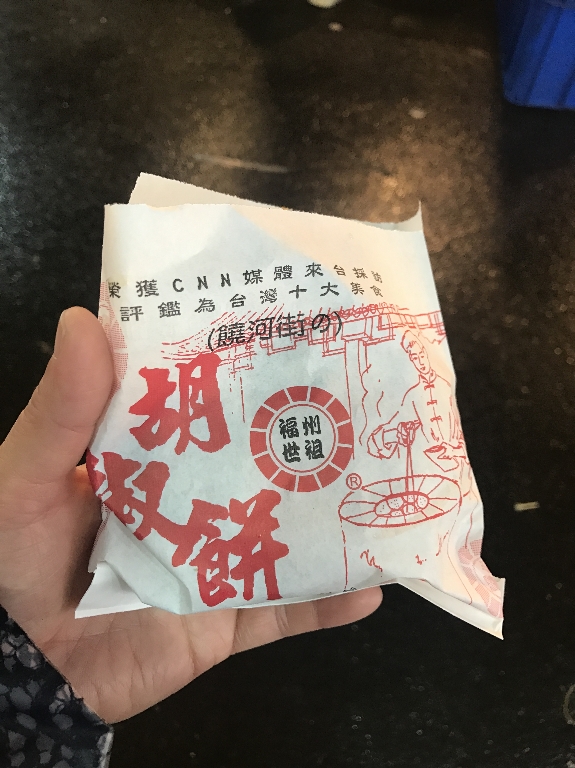 榮獲CNN媒體來台採訪
評鑑為台灣十大美食
(饒河街の)
胡椒餅
福州
世祖
®